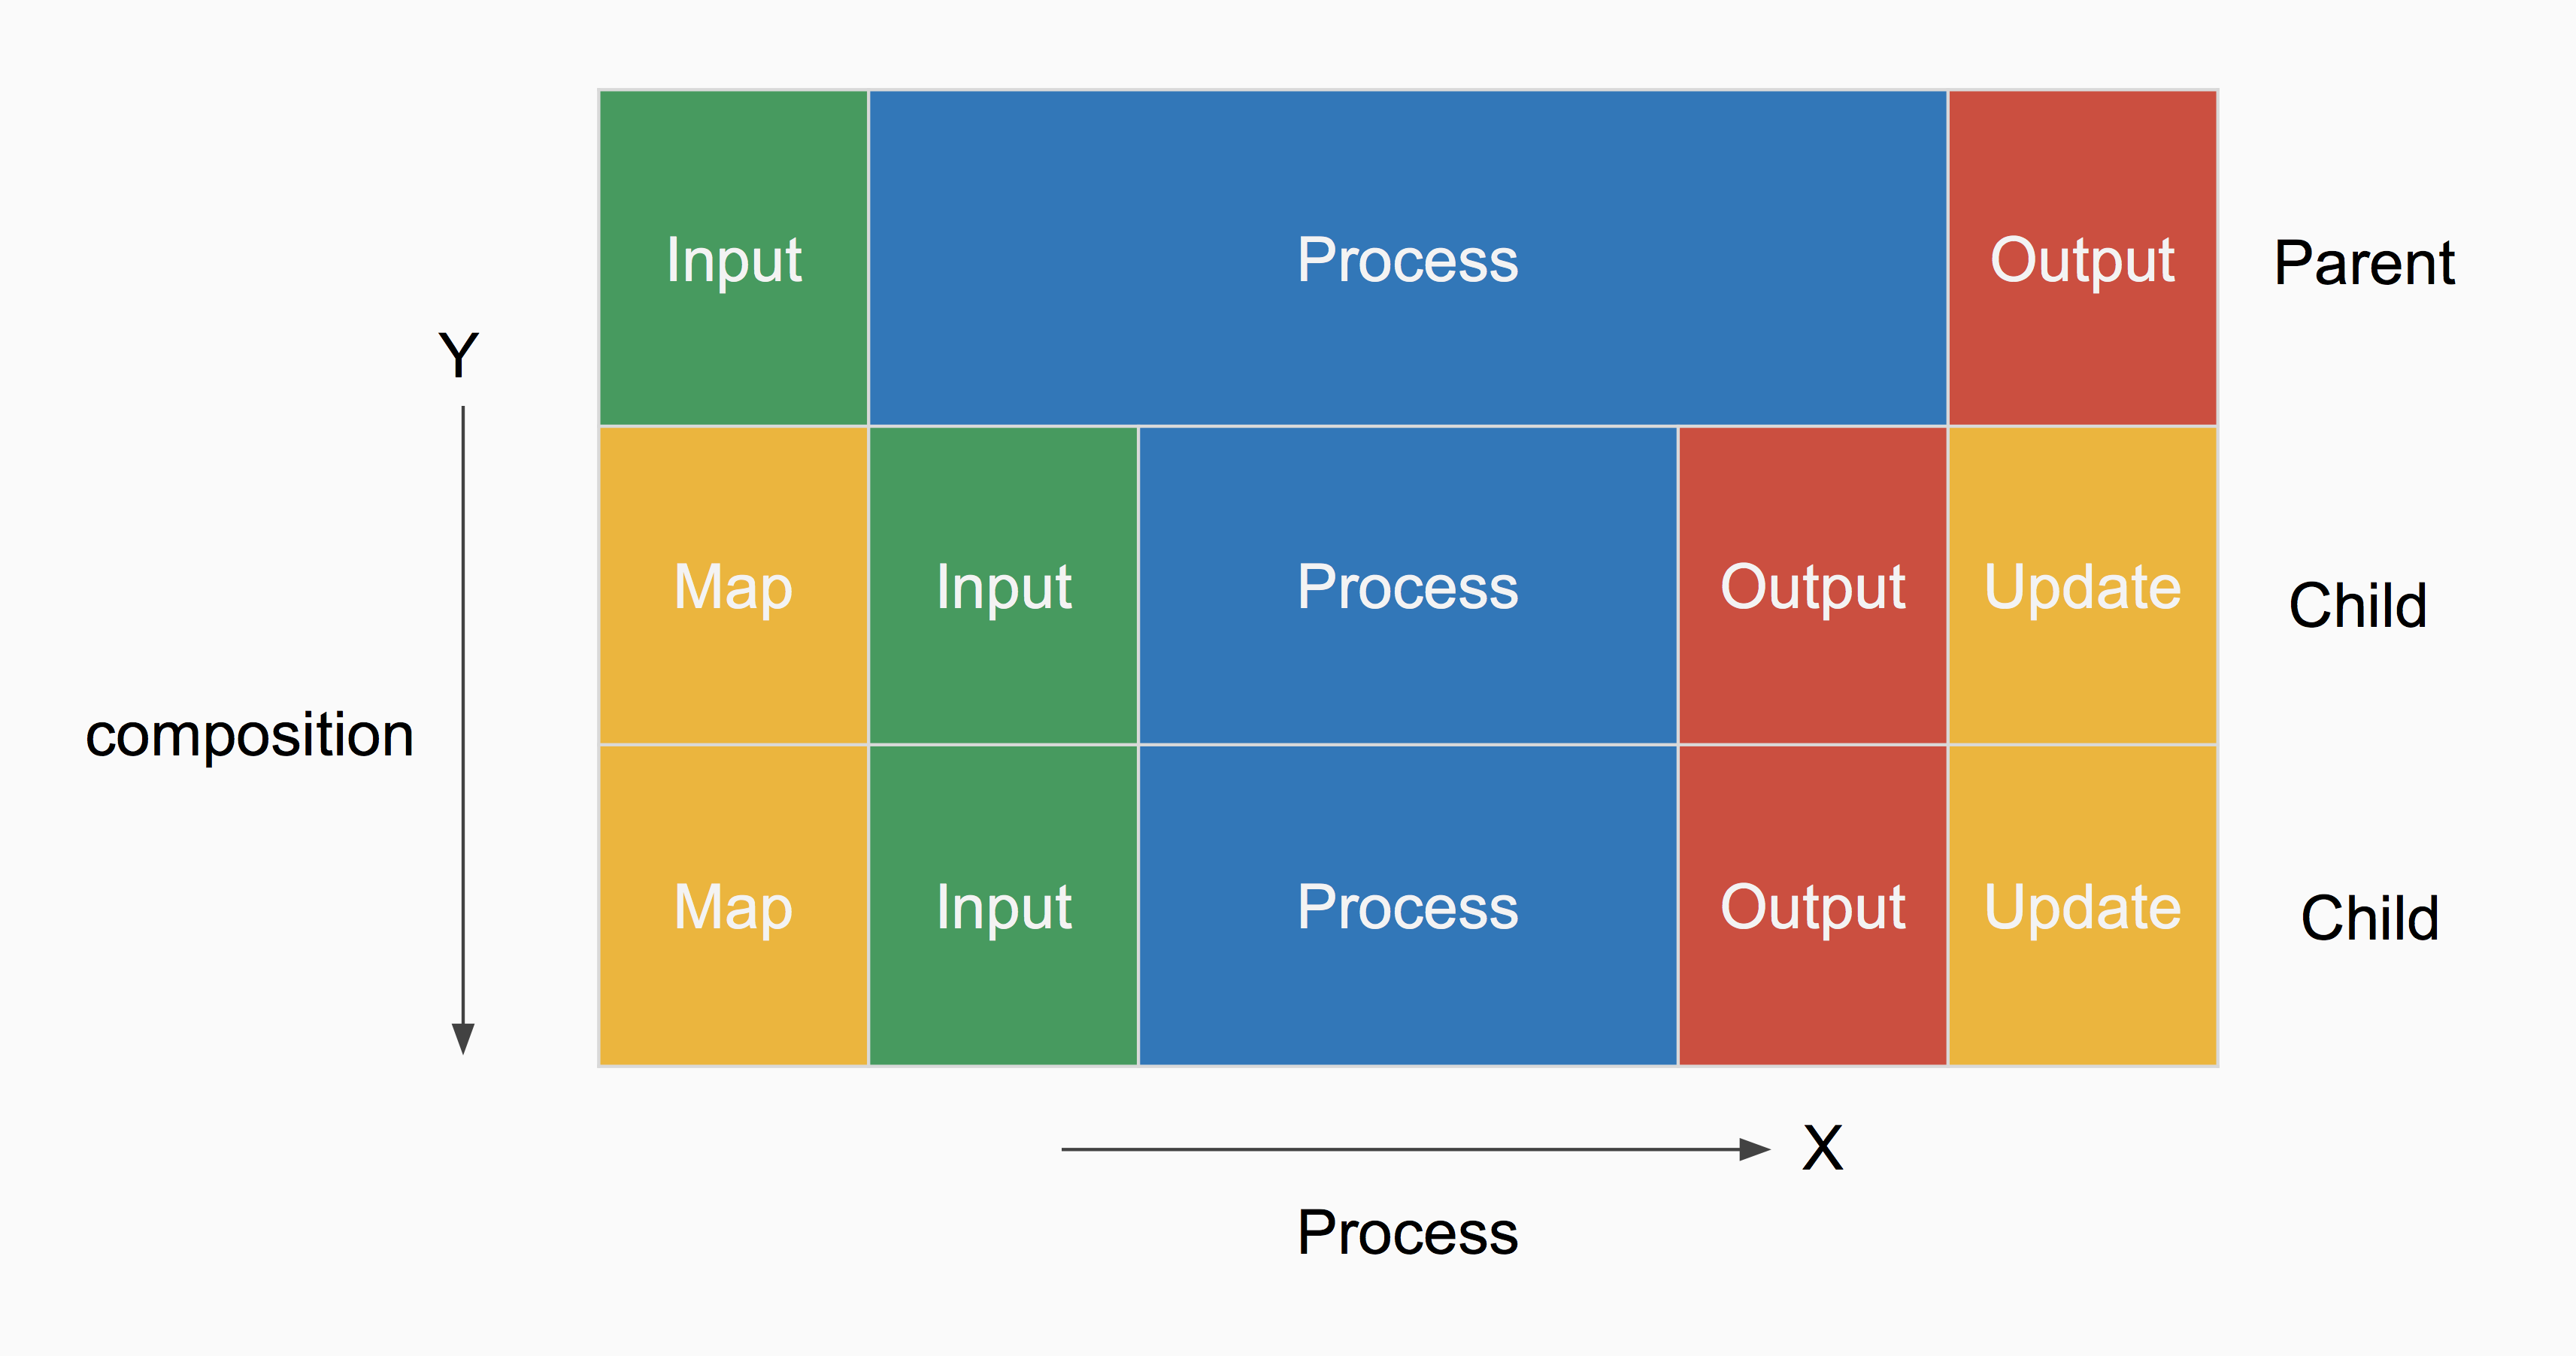 Input
Process
Output
Parent
Y
Map
Input
Process
Output
Update
Child
composition
Map
Input
Process
Output
Update
Child
X
Process